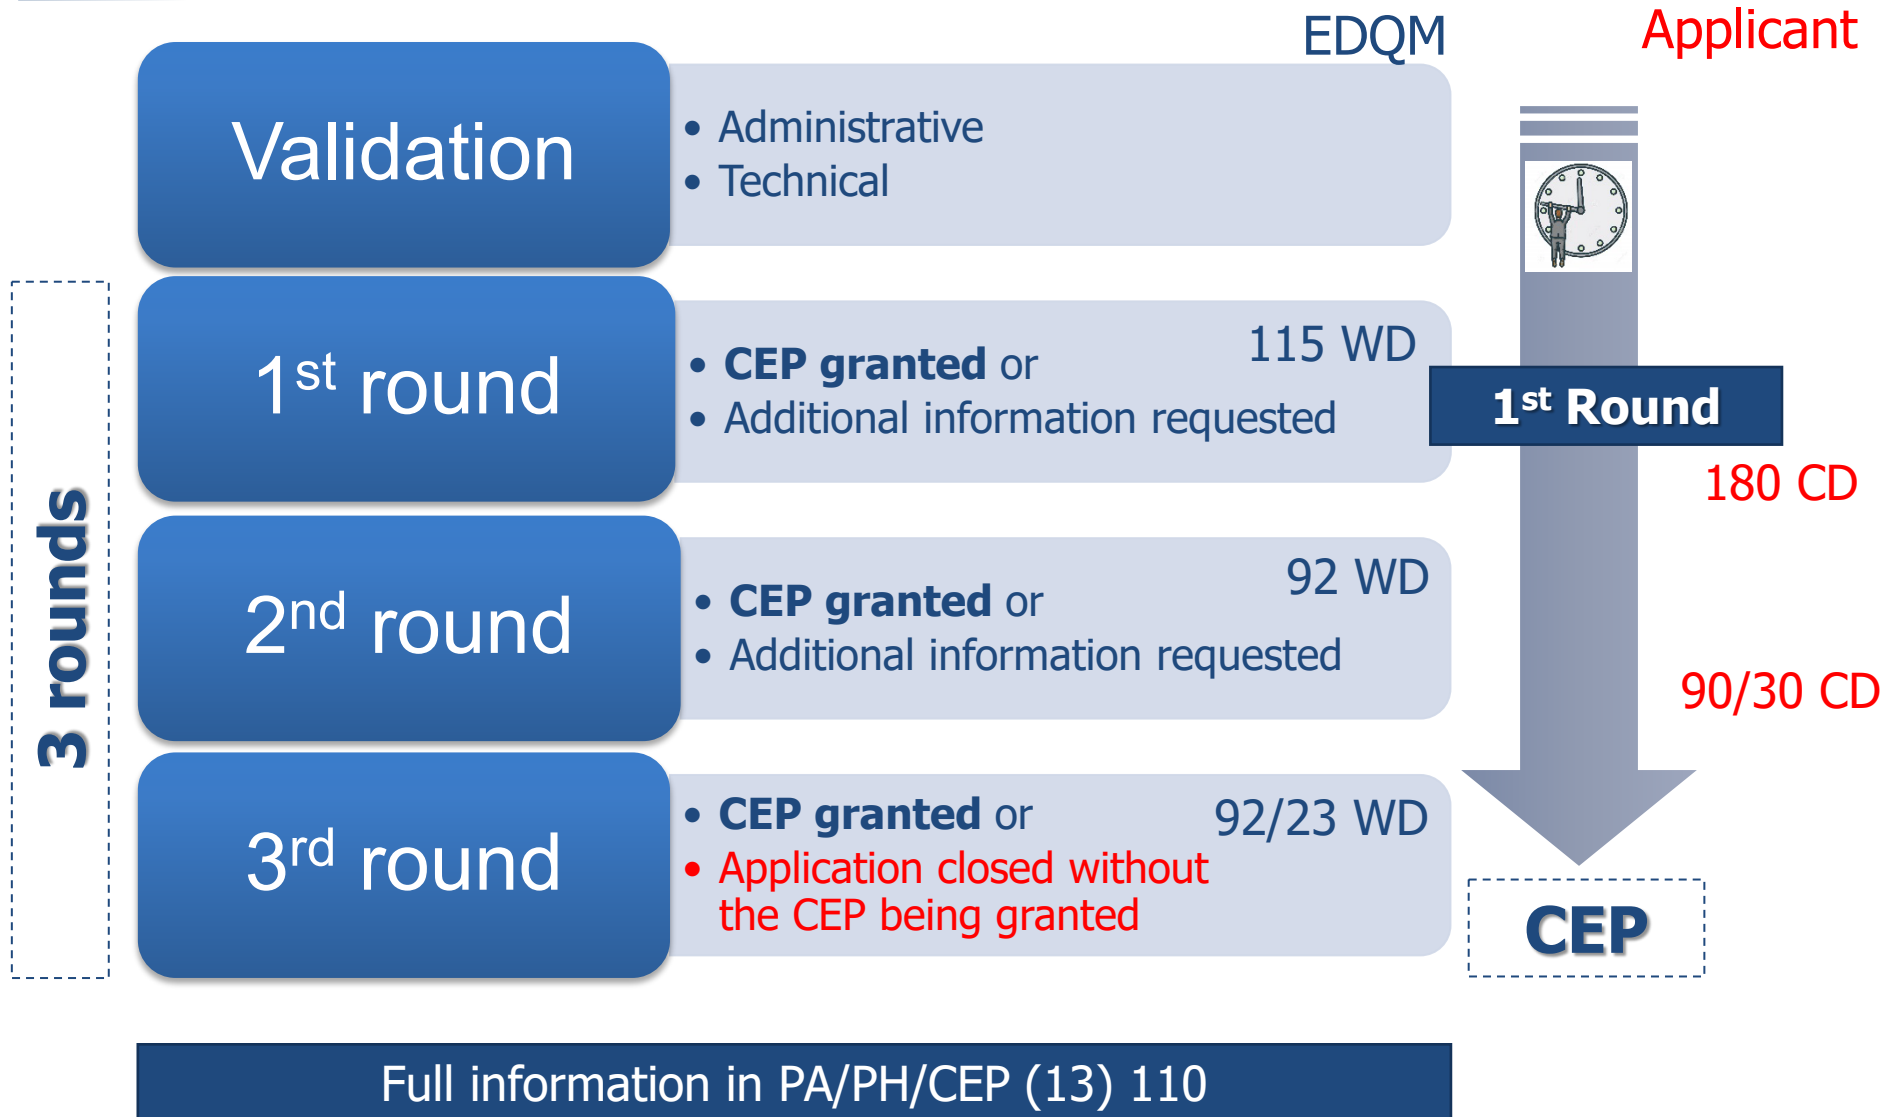 EDQM
Applicant
Validation
• Administrative
• Technical
3 rounds
1st round
• CEP granted or
115 WD
• Additional information requested
1st Round
180 CD
2nd round
• CEP granted or
92 WD
• Additional information requested
90/30 CD
3rd round
• CEP granted or
92/23 WD
• Application closed without
the CEP being granted
CEP
Full information in PA/PH/CEP (13) 110